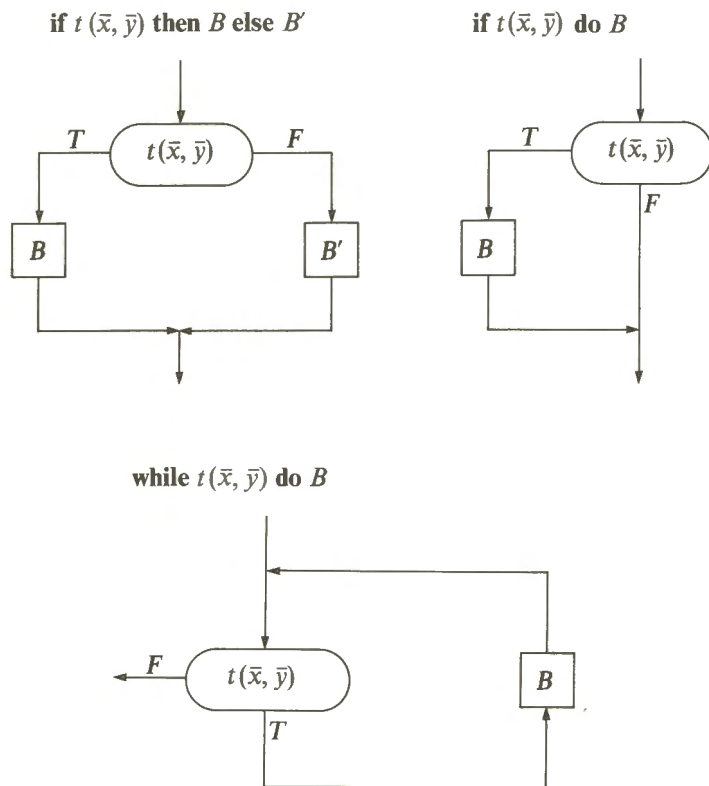 if t (x̄, ȳ) then B else B′
T
t(x̄, ȳ)
F
B
B′
if t(x̄, ȳ) do B
T
t(x̄, ȳ)
F
B
while t(x̄, ȳ) do B
F
t(x̄, ȳ)
T
B